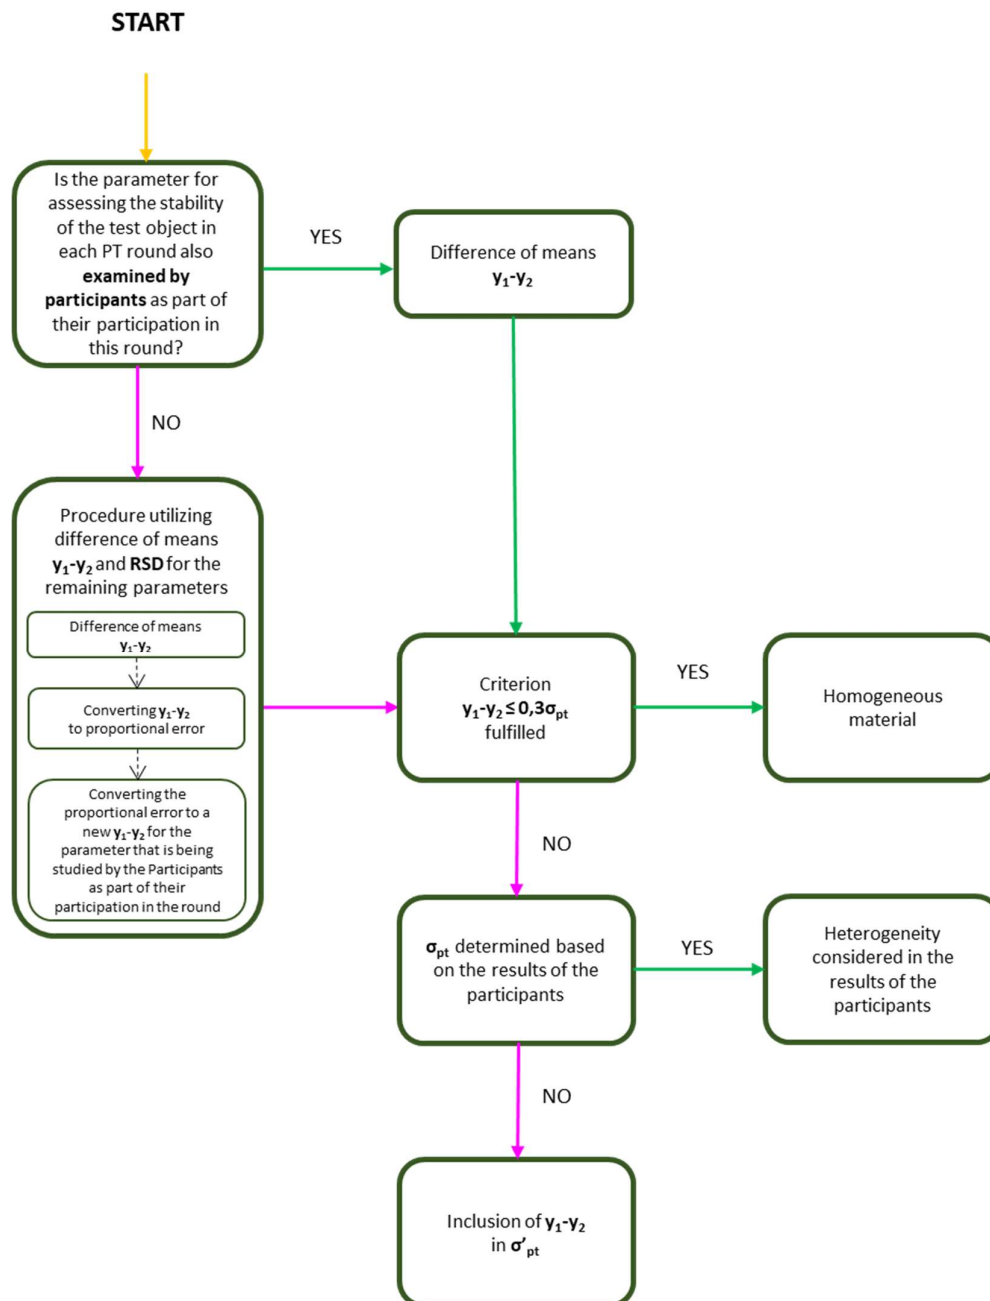 START
Is the parameter for
assessing the stability
of the test object in
each PT round also
examined by
participants as part of
their participation in
this round?
YES
Difference of means
y₁-y₂
NO
Procedure utilizing
difference of means
y₁-y₂ and RSD for the
remaining parameters
Difference of means
y₁-y₂
Converting y₁-y₂
to proportional error
Converting the
proportional error to a
new y₁-y₂ for the
parameter that is being
studied by the Participants
as part of their
participation in the round
Criterion
y₁-y₂ ≤ 0,3σpt
fulfilled
YES
Homogeneous
material
NO
σpt determined based
on the results of the
participants
YES
Heterogeneity
considered in the
results of the
participants
NO
Inclusion of y₁-y₂
in σ'pt